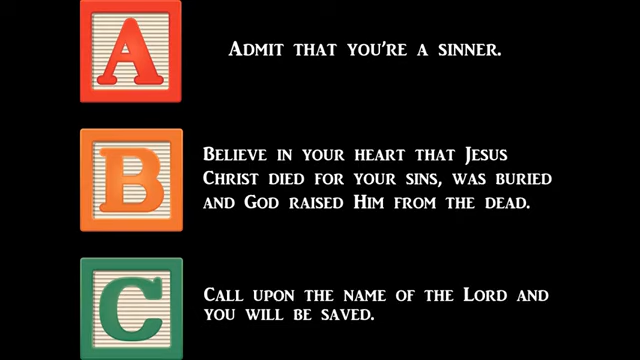 A
Admit that you're a sinner.
B
Believe in your heart that Jesus
Christ died for your sins, was buried
and God raised Him from the dead.
C
Call upon the name of the Lord and
you will be saved.